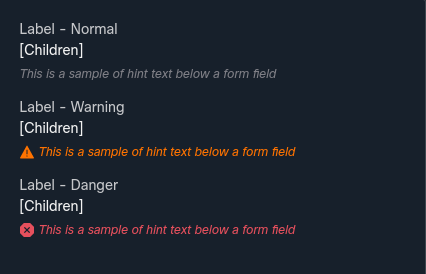 Label - Normal
[Children]
This is a sample of hint text below a form field
Label - Warning
[Children]
This is a sample of hint text below a form field
Label - Danger
[Children]
This is a sample of hint text below a form field